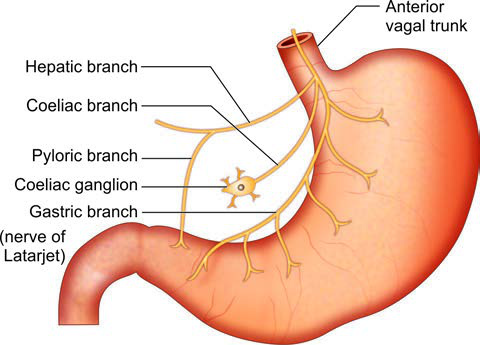 Anterior
vagal trunk
Hepatic branch
Coeliac branch
Pyloric branch
Coeliac ganglion
Gastric branch
(nerve of
Latarjet)